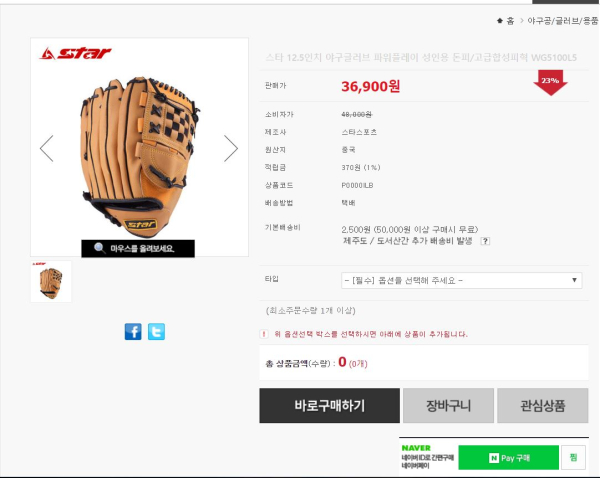 홈 > 야구공/글러브/용품
star
스타 12.5인치 야구글러브 파워플레이 성인용 돈피/고급합성피혁 WG5100L5
판매가 36,900원 23%
소비자가 48,000원
제조사 스타스포츠
원산지 중국
적립금 370원 (1%)
상품코드 P0000ILB
배송방법 택배
기본배송비 2,500원 (50,000원 이상 구매시 무료)
제주도 / 도서산간 추가 배송비 발생 [?]
star
마우스를 올려보세요.
타입 - [필수] 옵션을 선택해 주세요 -
(최소주문수량 1개 이상)
위 옵션선택 박스를 선택하시면 아래에 상품이 추가됩니다.
총 상품금액(수량) : 0 (0개)
바로구매하기 장바구니 관심상품
NAVER
네이버ID로 간편구매
네이버페이
N Pay 구매 찜